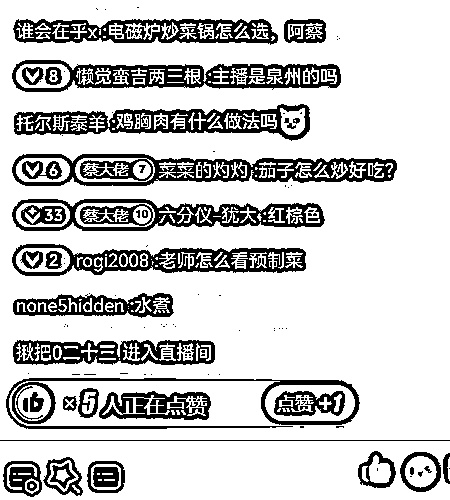 谁会在乎x :电磁炉炒菜锅怎么选，阿蔡
8 懒觉蛮吉两三根 :主播是泉州的吗
托尔斯泰羊 :鸡胸肉有什么做法吗
6 蔡大佬 7 菜菜的灼灼 :茄子怎么炒好吃?
33 蔡大佬 10 六分仪-犹大 :红棕色
2 rogi2008 :老师怎么看预制菜
none5hidden :水煮
揪把0二十三 进入直播间
×5人正在点赞 点赞+1